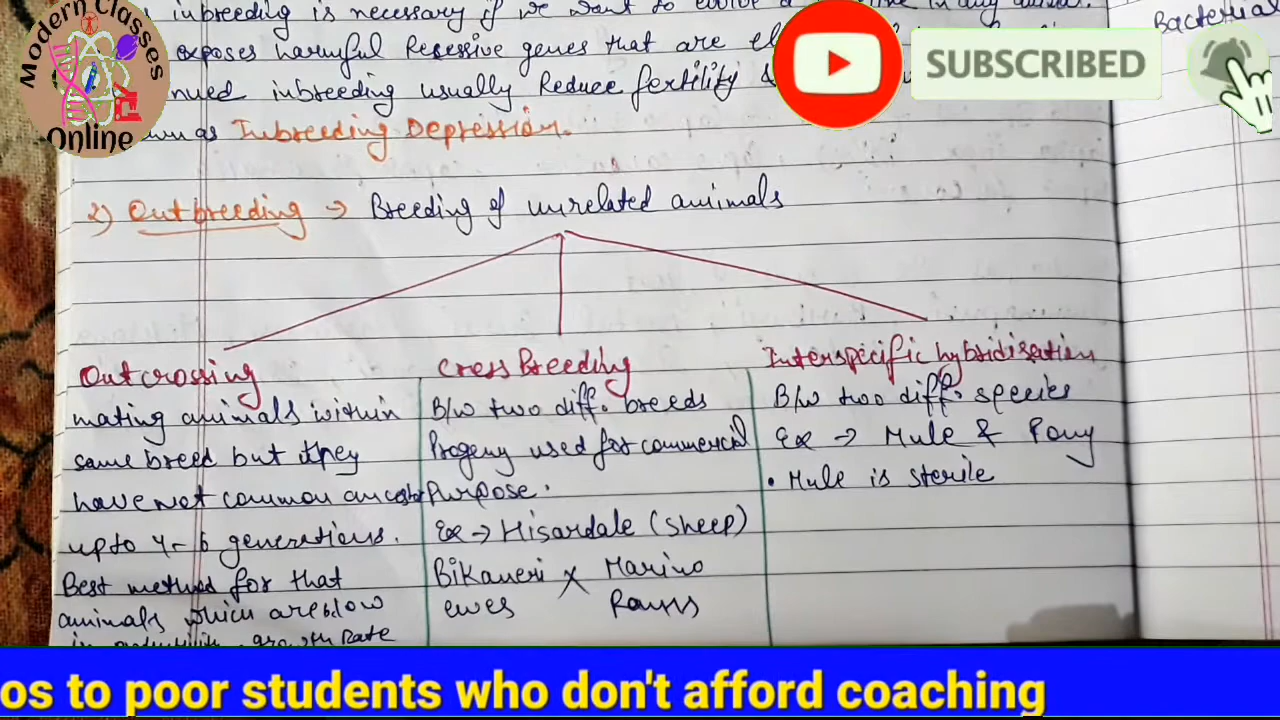 inbreeding is necessary if we want to evolve a
exposes harmful Recessive genes that are
nued inbreeding usually Reduce fertility &
wn as Inbreeding Depression.
2) Outbreeding → Breeding of unrelated animals
Outcrossing
mating animals within
same breed but they
have not common ancestor
upto 4-6 generations.
Best method for that
animals which are below
growth Rate
Cross Breeding
B/w two diff. breeds
Progeny used for commercial
Purpose.
Ex → Hisardale (sheep)
Bikaneri × Marino
ewes Rams
Interspecific hybridisation
B/w two diff. species
Ex → Mule & Pony
• Mule is sterile
Bacterial
Modern Classes
Online
SUBSCRIBED
os to poor students who don't afford coaching